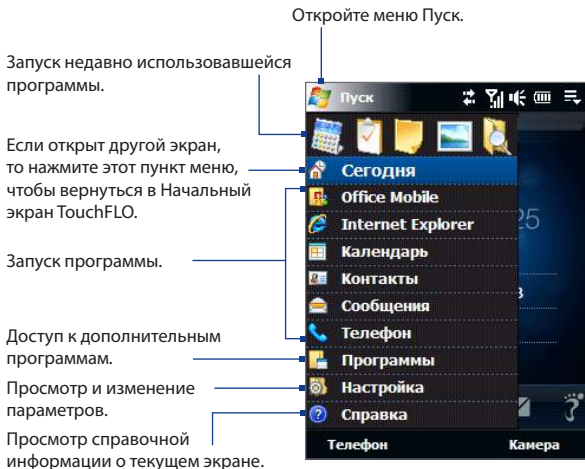 Откройте меню Пуск.
Запуск недавно использовавшейся
программы.
Если открыт другой экран,
то нажмите этот пункт меню,
чтобы вернуться в Начальный
экран TouchFLO.
Запуск программы.
Доступ к дополнительным
программам.
Просмотр и изменение
параметров.
Просмотр справочной
информации о текущем экране.
Пуск
Сегодня
Office Mobile
Internet Explorer
Календарь
Контакты
Сообщения
Телефон
Программы
Настройка
Справка
25
в
Телефон
Камера